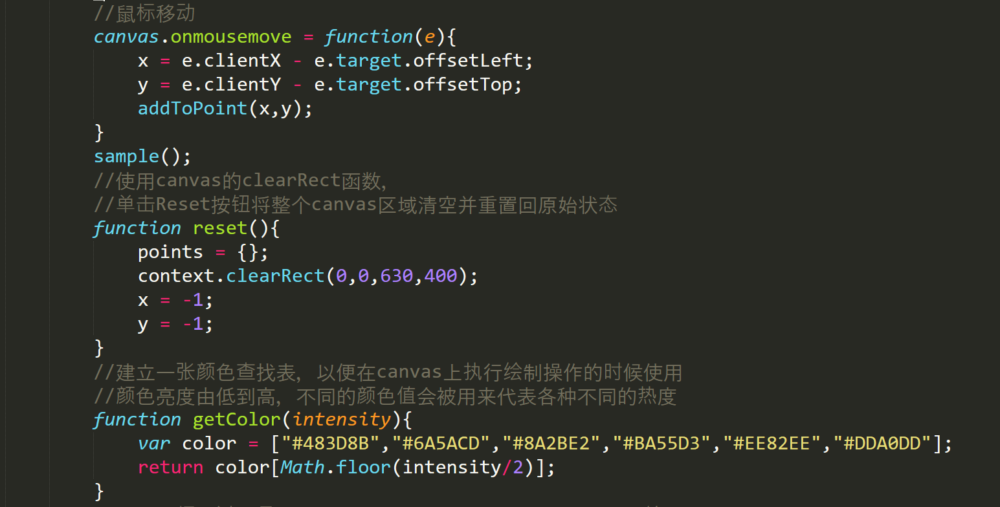 //鼠标移动
canvas.onmousemove = function(e){
x = e.clientX - e.target.offsetLeft;
y = e.clientY - e.target.offsetTop;
addToPoint(x,y);
}
sample();
//使用canvas的clearRect函数,
//单击Reset按钮将整个canvas区域清空并重置回原始状态
function reset(){
points = {};
context.clearRect(0,0,630,400);
x = -1;
y = -1;
}
//建立一张颜色查找表，以便在canvas上执行绘制操作的时候使用
//颜色亮度由低到高，不同的颜色值会被用来代表各种不同的热度
function getColor(intensity){
var color = ["#483D8B","#6A5ACD","#8A2BE2","#BA55D3","#EE82EE","#DDA0DD"];
return color[Math.floor(intensity/2)];
}